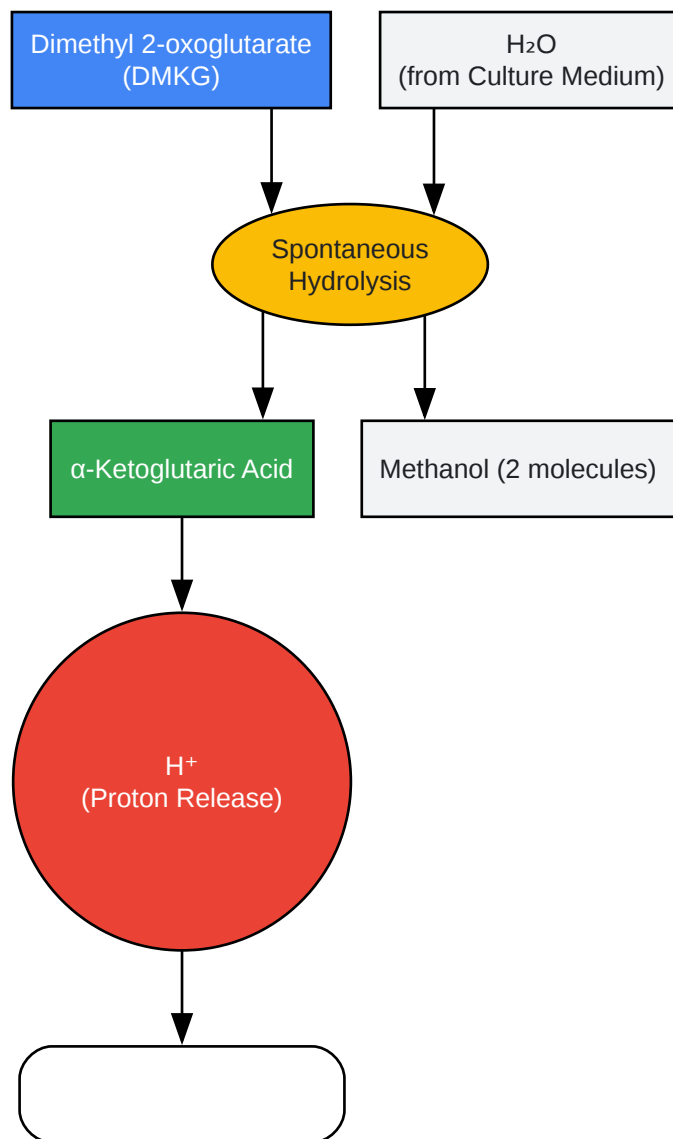 Dimethyl 2-oxoglutarate
(DMKG)
H₂O
(from Culture Medium)
Spontaneous
Hydrolysis
α-Ketoglutaric Acid
Methanol (2 molecules)
H⁺
(Proton Release)